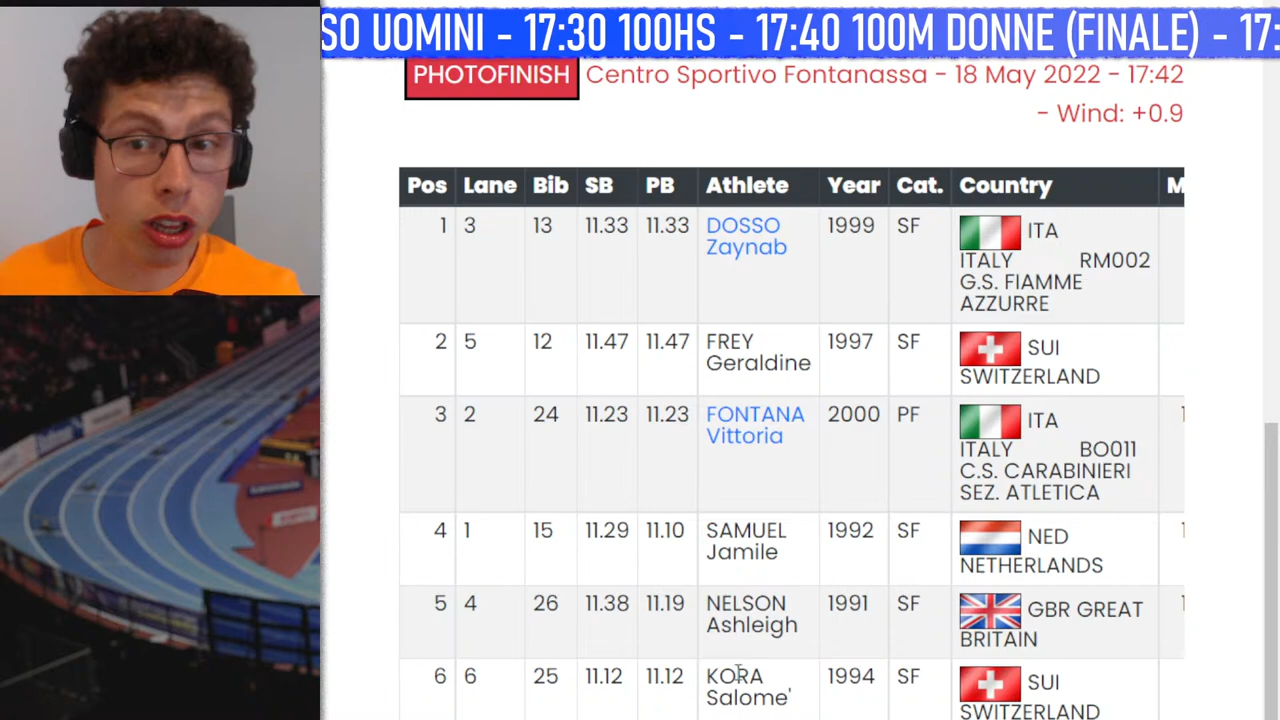 SO UOMINI - 17:30 100HS - 17:40 100M DONNE (FINALE) - 17:
PHOTOFINISH Centro Sportivo Fontanassa - 18 May 2022 - 17:42
- Wind: +0.9
Pos Lane Bib SB PB Athlete Year Cat. Country M
1 3 13 11.33 11.33 DOSSO Zaynab 1999 SF ITA
ITALY RM002
G.S. FIAMME
AZZURRE
2 5 12 11.47 11.47 FREY Geraldine 1997 SF SUI
SWITZERLAND
3 2 24 11.23 11.23 FONTANA Vittoria 2000 PF ITA
ITALY BO011
C.S. CARABINIERI
SEZ. ATLETICA
4 1 15 11.29 11.10 SAMUEL Jamile 1992 SF NED
NETHERLANDS
5 4 26 11.38 11.19 NELSON Ashleigh 1991 SF GBR GREAT
BRITAIN
6 6 25 11.12 11.12 KORA Salome' 1994 SF SUI
SWITZERLAND